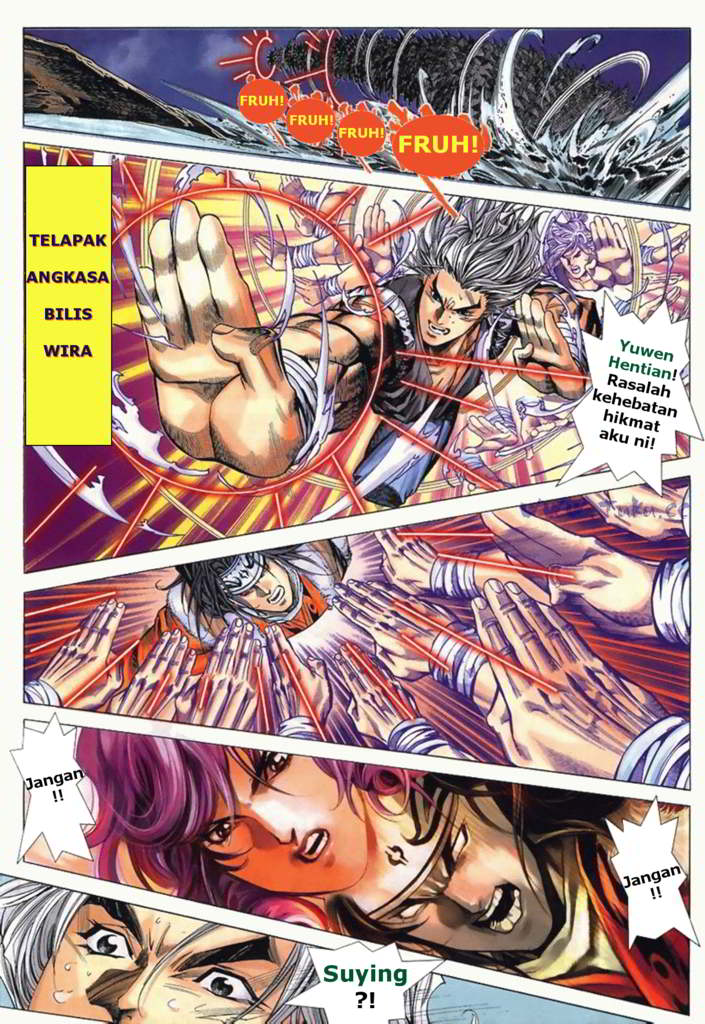 FRUH!
FRUH!
FRUH!
FRUH!
TELAPAK
ANGKASA
BILIS
WIRA
Yuwen
Hentian!
Rasalah
kehebatan
hikmat
aku ni!
Jangan
!!
Jangan
!!
Suying
?!